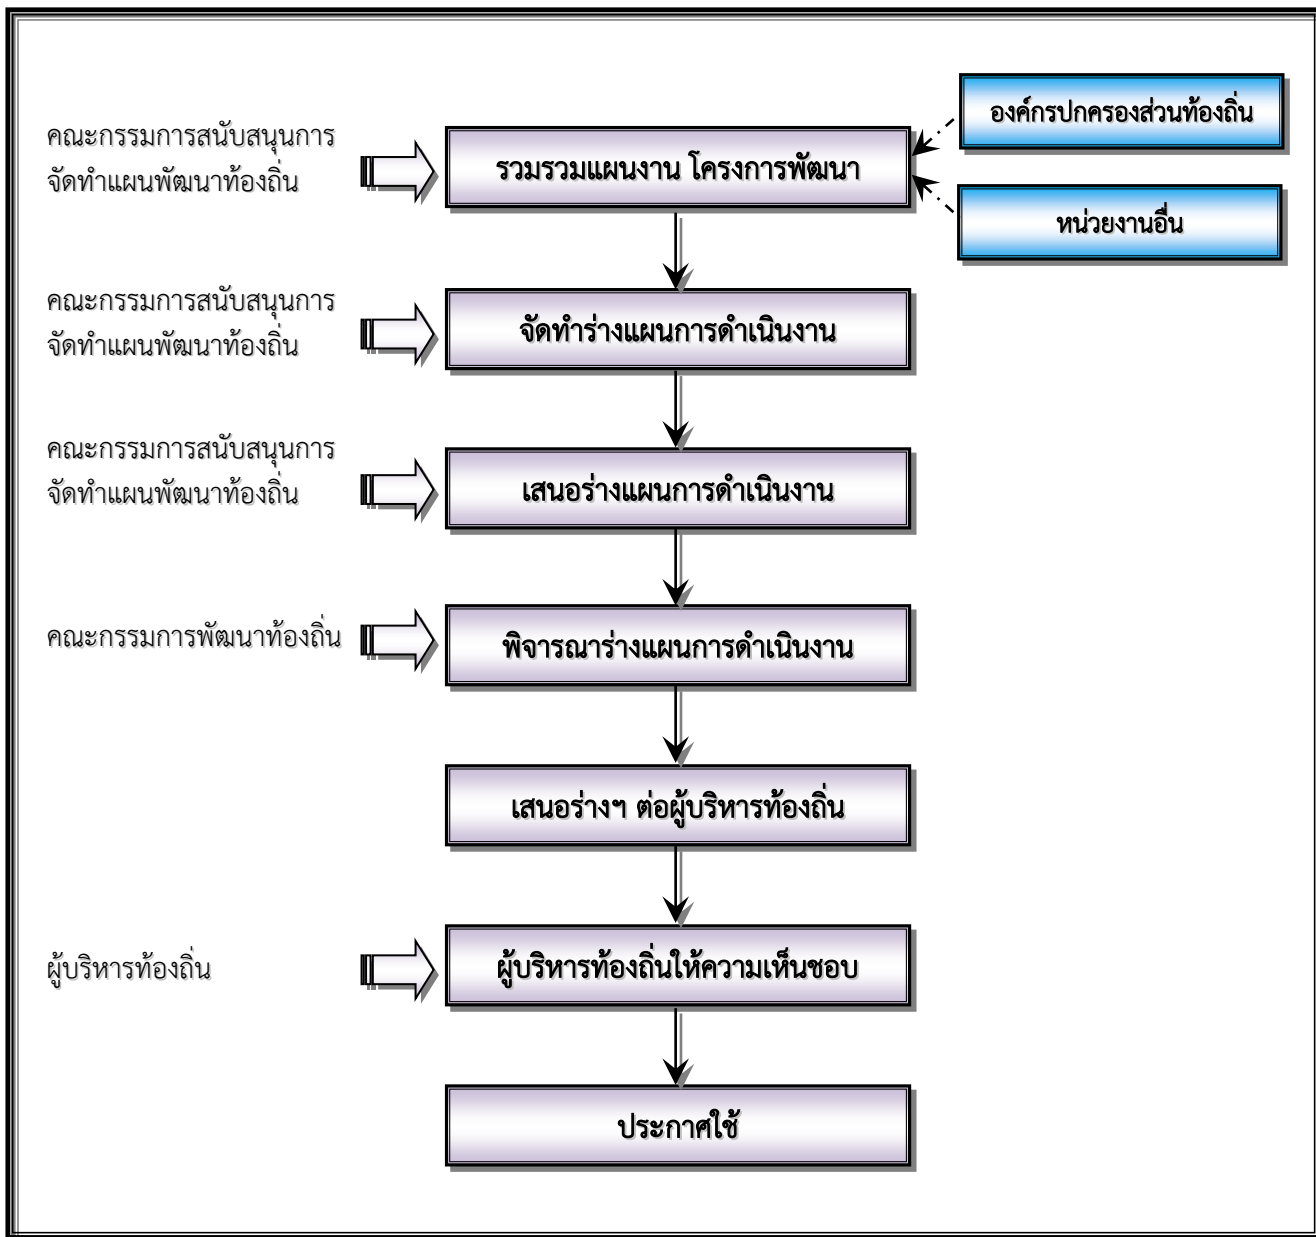 คณะกรรมการสนับสนุนการ
จัดทำแผนพัฒนาท้องถิ่น
รวมรวมแผนงาน โครงการพัฒนา
องค์กรปกครองส่วนท้องถิ่น
หน่วยงานอื่น
คณะกรรมการสนับสนุนการ
จัดทำแผนพัฒนาท้องถิ่น
จัดทำร่างแผนการดำเนินงาน
คณะกรรมการสนับสนุนการ
จัดทำแผนพัฒนาท้องถิ่น
เสนอร่างแผนการดำเนินงาน
คณะกรรมการพัฒนาท้องถิ่น
พิจารณาร่างแผนการดำเนินงาน
เสนอร่างฯ ต่อผู้บริหารท้องถิ่น
ผู้บริหารท้องถิ่น
ผู้บริหารท้องถิ่นให้ความเห็นชอบ
ประกาศใช้